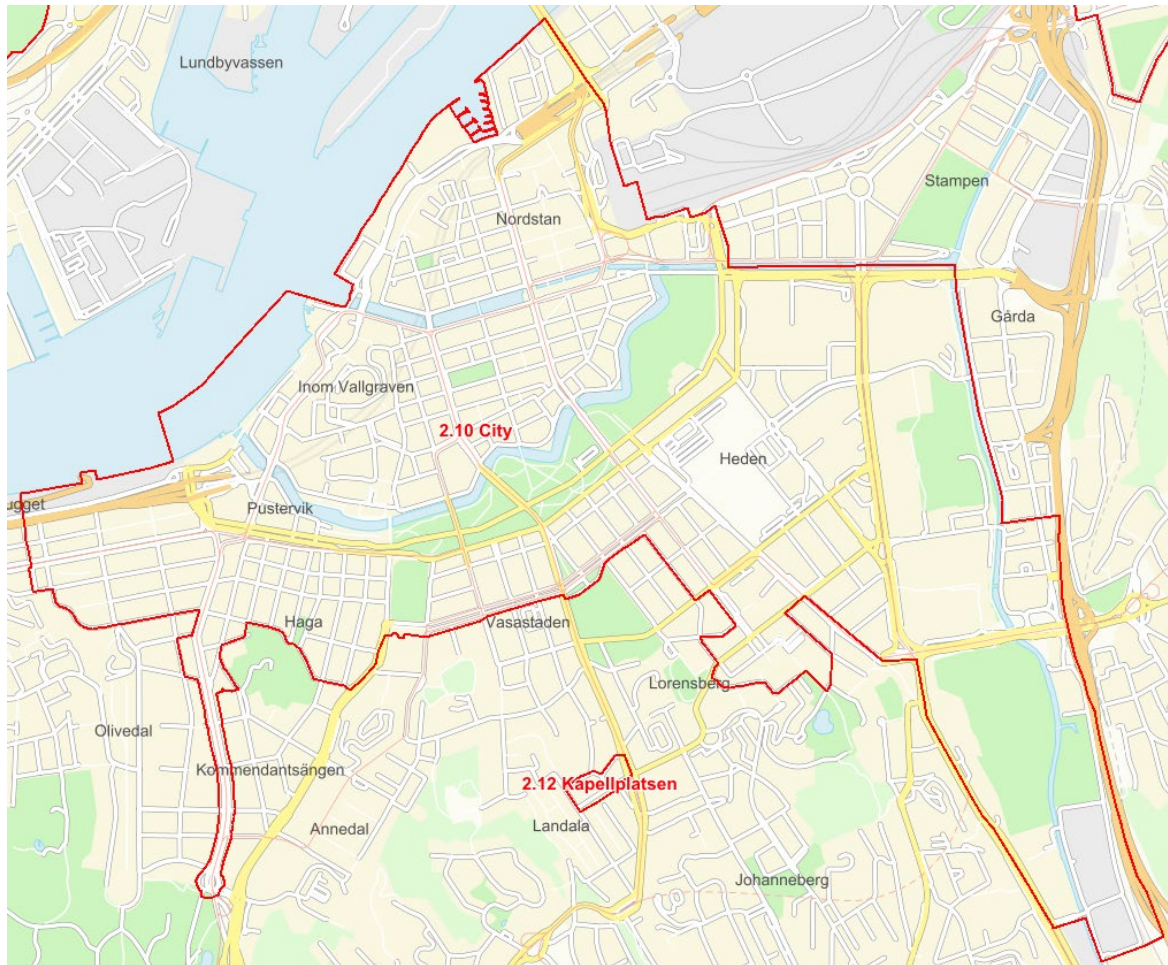 Lundbyvassen
Stampen
Nordstan
Gårda
Inom Vallgraven
2.10 City
Heden
ugget
Pustervik
Haga
Vasastaden
Lorensberg
Olivedal
Kommendantsängen
2.12 Kapellplatsen
Annedal
Landala
Johanneberg